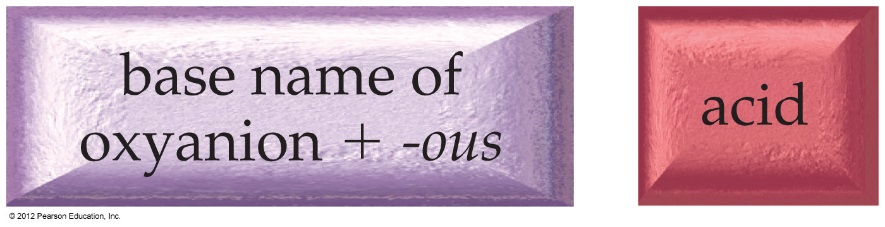 base name of
oxyanion + -ous
acid
© 2012 Pearson Education, Inc.